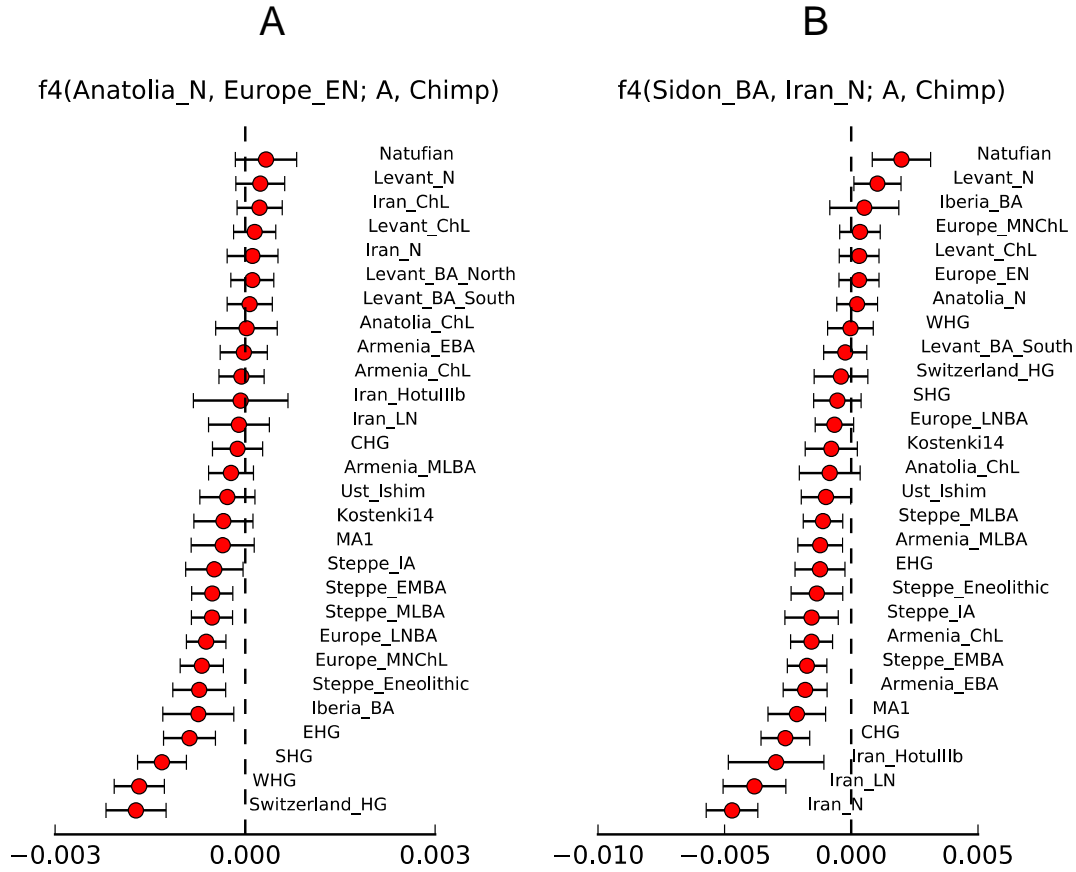 A
f4(Anatolia_N, Europe_EN; A, Chimp)
Natufian
Levant_N
Iran_ChL
Levant_ChL
Iran_N
Levant_BA_North
Levant_BA_South
Anatolia_ChL
Armenia_EBA
Armenia_ChL
Iran_HotuIIIb
Iran_LN
CHG
Armenia_MLBA
Ust_Ishim
Kostenki14
MA1
Steppe_IA
Steppe_EMBA
Steppe_MLBA
Europe_LNBA
Europe_MNChL
Steppe_Eneolithic
Iberia_BA
EHG
SHG
WHG
Switzerland_HG
−0.003 0.000 0.003
B
f4(Sidon_BA, Iran_N; A, Chimp)
Natufian
Levant_N
Iberia_BA
Europe_MNChL
Levant_ChL
Europe_EN
Anatolia_N
WHG
Levant_BA_South
Switzerland_HG
SHG
Europe_LNBA
Kostenki14
Anatolia_ChL
Ust_Ishim
Steppe_MLBA
Armenia_MLBA
EHG
Steppe_Eneolithic
Steppe_IA
Armenia_ChL
Steppe_EMBA
Armenia_EBA
MA1
CHG
Iran_HotuIIIb
Iran_LN
Iran_N
−0.010 −0.005 0.000 0.005